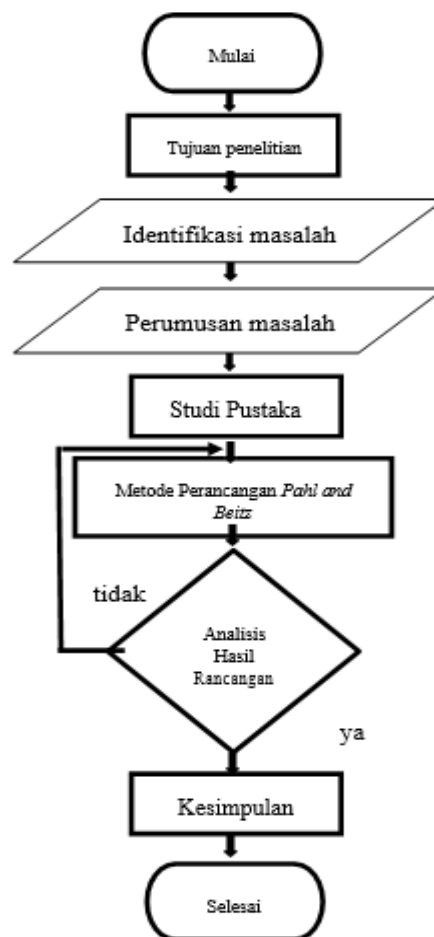 Mulai
Tujuan penelitian
Identifikasi masalah
Perumusan masalah
Studi Pustaka
Metode Perancangan Pahl and
Beitz
tidak
Analisis
Hasil
Rancangan
ya
Kesimpulan
Selesai